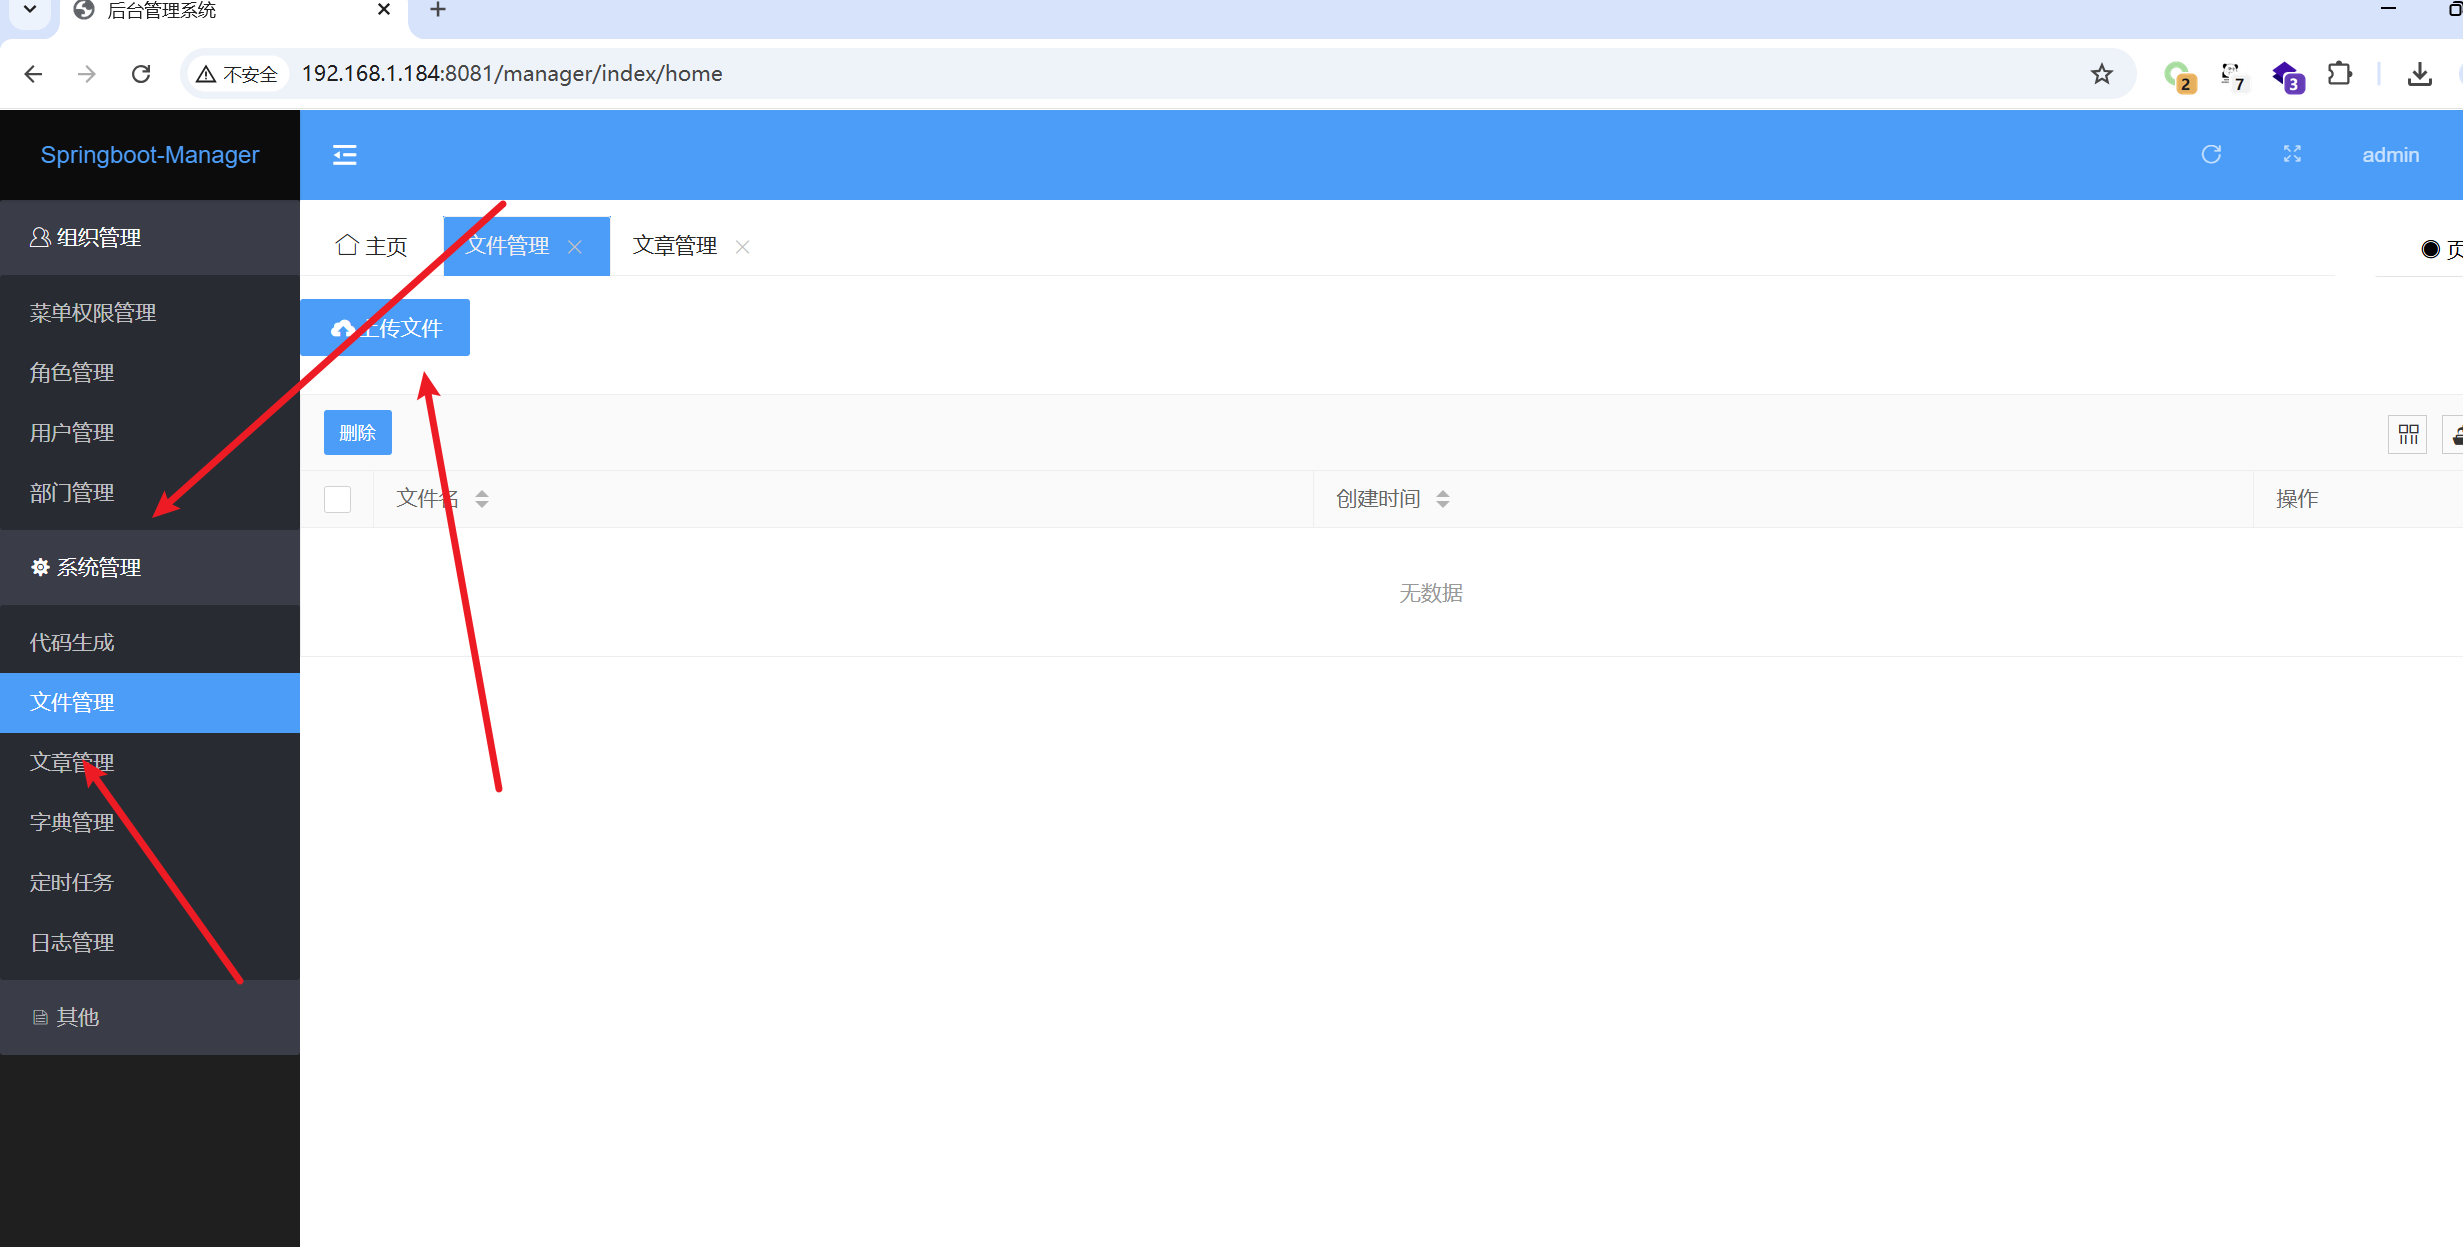 后台管理系统
不安全 192.168.1.184:8081/manager/index/home
2 7 3
Springboot-Manager
admin
组织管理
菜单权限管理
角色管理
用户管理
部门管理
系统管理
代码生成
文件管理
文章管理
字典管理
定时任务
日志管理
其他
主页 文件管理 文章管理 页
上传文件
删除
文件名 创建时间 操作
无数据